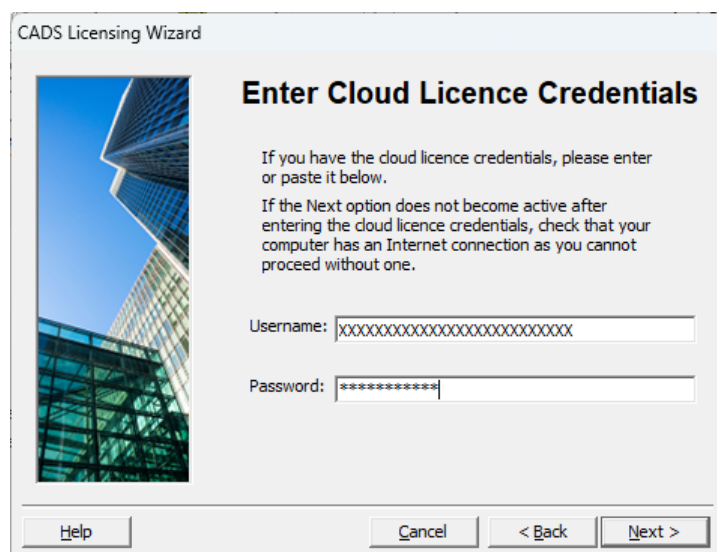 CADS Licensing Wizard
Enter Cloud Licence Credentials
If you have the cloud licence credentials, please enter
or paste it below.
If the Next option does not become active after
entering the cloud licence credentials, check that your
computer has an Internet connection as you cannot
proceed without one.
Username: XXXXXXXXXXXXXXXXXXXXXXXXXX
Password: ***********
Help Cancel < Back Next >